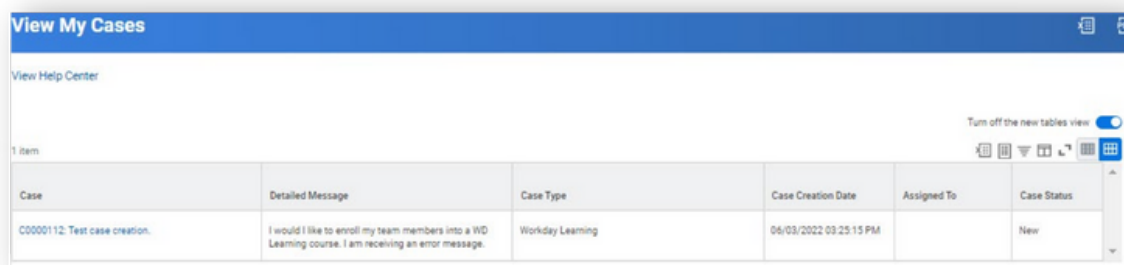 View My Cases
View Help Center
Turn off the new tables view
1 item
Case Detailed Message Case Type Case Creation Date Assigned To Case Status
C0000112: Test case creation. I would I like to enroll my team members into a WD Workday Learning 06/03/2022 03:25:15 PM New
Learning course. I am receiving an error message.